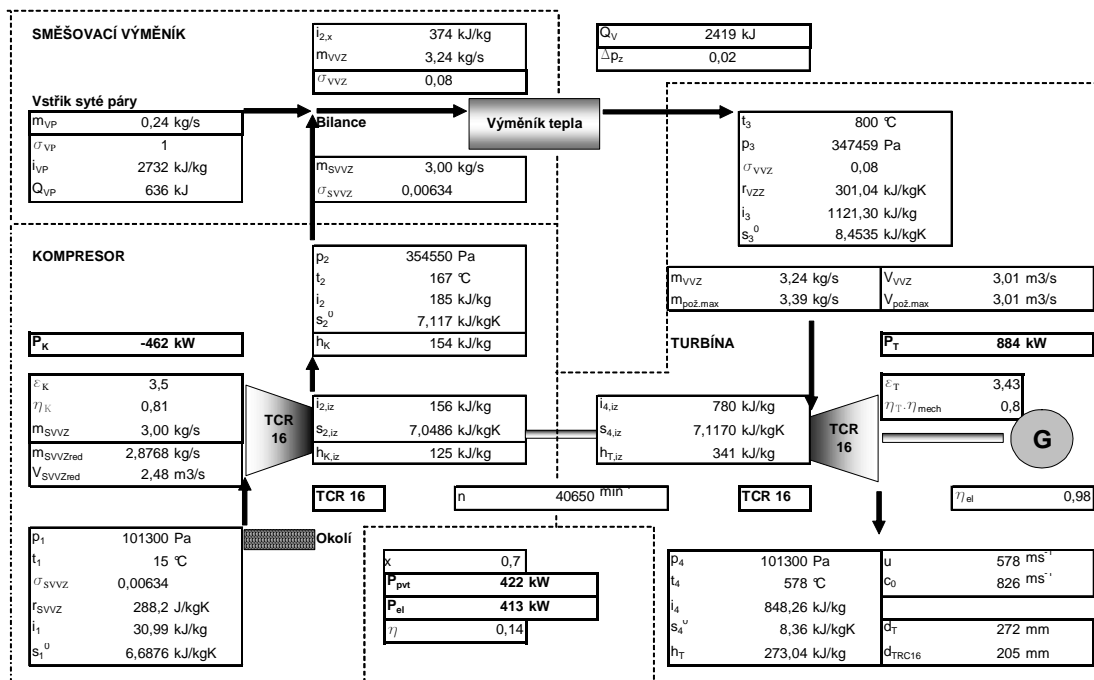 SMĚŠOVACÍ VÝMĚNÍK
i2,x 374 kJ/kg
mVVZ 3,24 kg/s
σVVZ 0,08
QV 2419 kJ
Δpz 0,02
Vstřik syté páry
mVP 0,24 kg/s
σVP 1
iVP 2732 kJ/kg
QVP 636 kJ
Bilance
mSVVZ 3,00 kg/s
σSVVZ 0,00634
Výměník tepla
t3 800 °C
p3 347459 Pa
σVVZ 0,08
rVZZ 301,04 kJ/kgK
i3 1121,30 kJ/kg
s3⁰ 8,4535 kJ/kgK
KOMPRESOR
p2 354550 Pa
t2 167 °C
i2 185 kJ/kg
s2⁰ 7,117 kJ/kgK
hK 154 kJ/kg
mVVZ 3,24 kg/s VVVZ 3,01 m3/s
mpož.max 3,39 kg/s Vpož.max 3,01 m3/s
PK -462 kW
TURBÍNA
PT 884 kW
εK 3,5
ηK 0,81
mSVVZ 3,00 kg/s
mSVVZred 2,8768 kg/s
VSVVZred 2,48 m3/s
TCR
16
i2,iz 156 kJ/kg
s2,iz 7,0486 kJ/kgK
hK,iz 125 kJ/kg
i4,iz 780 kJ/kg
s4,iz 7,1170 kJ/kgK
hT,iz 341 kJ/kg
TCR
16
εT 3,43
ηT.ηmech 0,8
G
TCR 16
n 40650 min⁻
TCR 16
ηel 0,98
Okolí
p1 101300 Pa
t1 15 °C
σSVVZ 0,00634
rSVVZ 288,2 J/kgK
i1 30,99 kJ/kg
s1⁰ 6,6876 kJ/kgK
x 0,7
Ppvt 422 kW
Pel 413 kW
η 0,14
p4 101300 Pa
t4 578 °C
i4 848,26 kJ/kg
s4⁰ 8,36 kJ/kgK
hT 273,04 kJ/kg
u 578 ms⁻¹
c0 826 ms⁻¹
dT 272 mm
dTRC16 205 mm